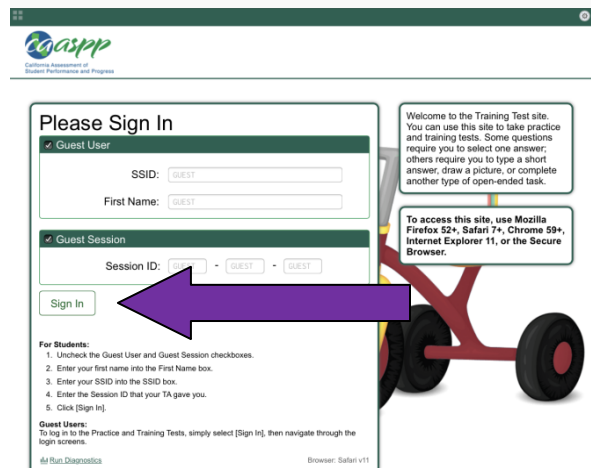 caaspp
California Assessment of
Student Performance and Progress
Please Sign In
Guest User
SSID:
GUEST
First Name:
GUEST
Guest Session
Session ID:
GUEST - GUEST - GUEST
Sign In
For Students:
1. Uncheck the Guest User and Guest Session checkboxes.
2. Enter your first name into the First Name box.
3. Enter your SSID into the SSID box.
4. Enter the Session ID that your TA gave you.
5. Click [Sign In].
Guest Users:
To log in to the Practice and Training Tests, simply select [Sign In], then navigate through the
login screens.
Run Diagnostics
Browser: Safari v11
Welcome to the Training Test site.
You can use this site to take practice
and training tests. Some questions
require you to select one answer;
others require you to type a short
answer, draw a picture, or complete
another type of open-ended task.
To access this site, use Mozilla
Firefox 52+, Safari 7+, Chrome 59+,
Internet Explorer 11, or the Secure
Browser.